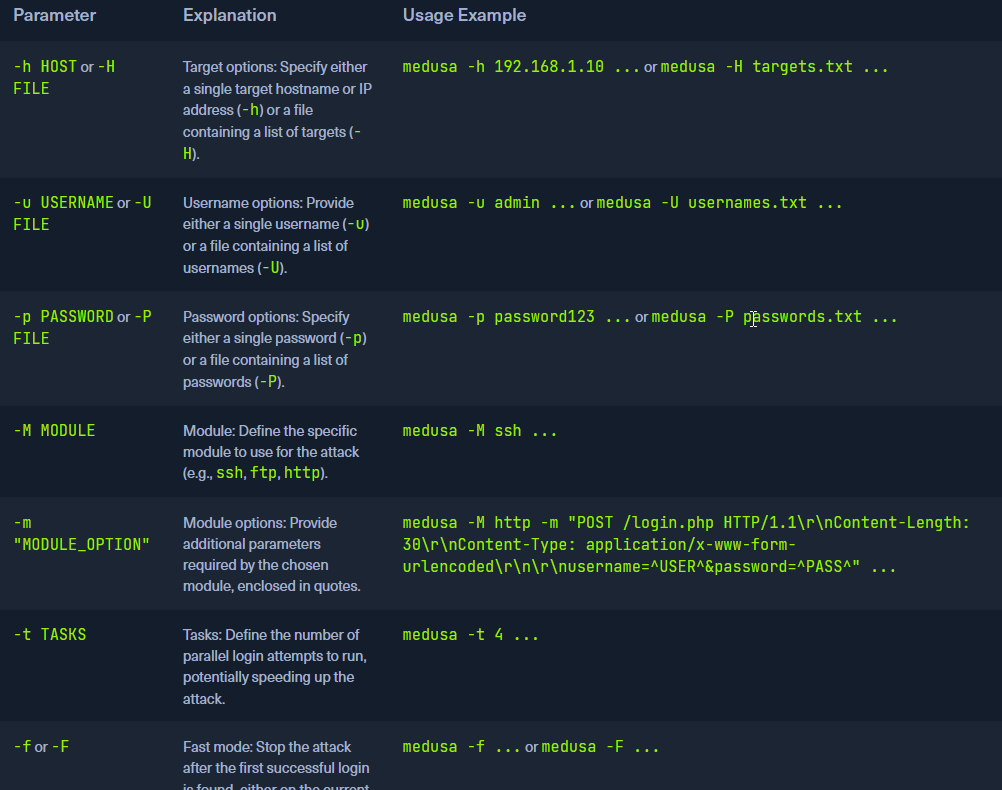 Parameter Explanation Usage Example
-h HOST or -H
FILE
Target options: Specify either
a single target hostname or IP
address (-h) or a file
containing a list of targets (-
H).
medusa -h 192.168.1.10 ... or medusa -H targets.txt ...
-u USERNAME or -U
FILE
Username options: Provide
either a single username (-u)
or a file containing a list of
usernames (-U).
medusa -u admin ... or medusa -U usernames.txt ...
-p PASSWORD or -P
FILE
Password options: Specify
either a single password (-p)
or a file containing a list of
passwords (-P).
medusa -p password123 ... or medusa -P passwords.txt ...
-M MODULE
Module: Define the specific
module to use for the attack
(e.g., ssh, ftp, http).
medusa -M ssh ...
-m
"MODULE_OPTION"
Module options: Provide
additional parameters
required by the chosen
module, enclosed in quotes.
medusa -M http -m "POST /login.php HTTP/1.1\r\nContent-Length:
30\r\nContent-Type: application/x-www-form-
urlencoded\r\n\r\nusername=^USER^&password=^PASS^" ...
-t TASKS
Tasks: Define the number of
parallel login attempts to run,
potentially speeding up the
attack.
medusa -t 4 ...
-f or -F
Fast mode: Stop the attack
after the first successful login
is found, either on the current
medusa -f ... or medusa -F ...